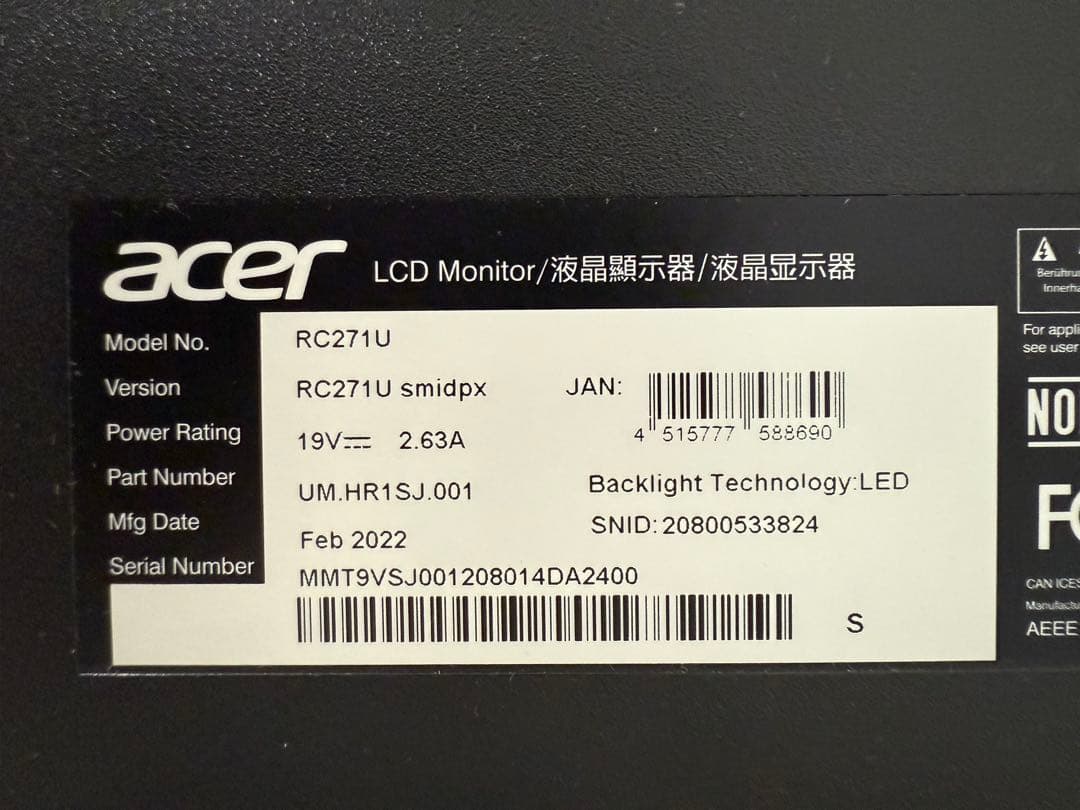 acer LCD Monitor/液晶顯示器/液晶显示器
Model No. RC271U
Version RC271U smidpx JAN:
4 515777 588690
Power Rating 19V⎓ 2.63A
Part Number UM.HR1SJ.001 Backlight Technology:LED
Mfg Date Feb 2022 SNID:20800533824
Serial Number MMT9VSJ001208014DA2400
S
For appli
see user
NO
CAN ICES
AEEE